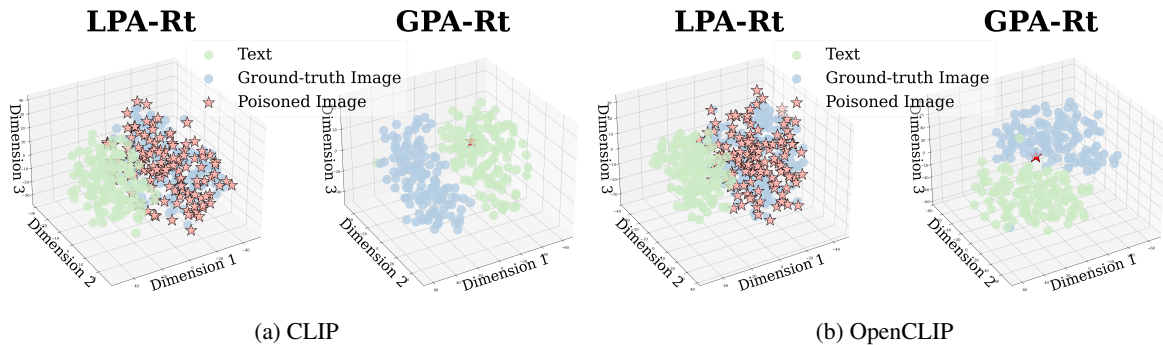 LPA-Rt GPA-Rt LPA-Rt GPA-Rt
Text
Ground-truth Image
Poisoned Image
Text
Ground-truth Image
Poisoned Image
Dimension 3
Dimension 2
Dimension 1
Dimension 3
Dimension 2
Dimension 1
Dimension 3
Dimension 2
Dimension 1
Dimension 3
Dimension 2
Dimension 1
(a) CLIP
(b) OpenCLIP